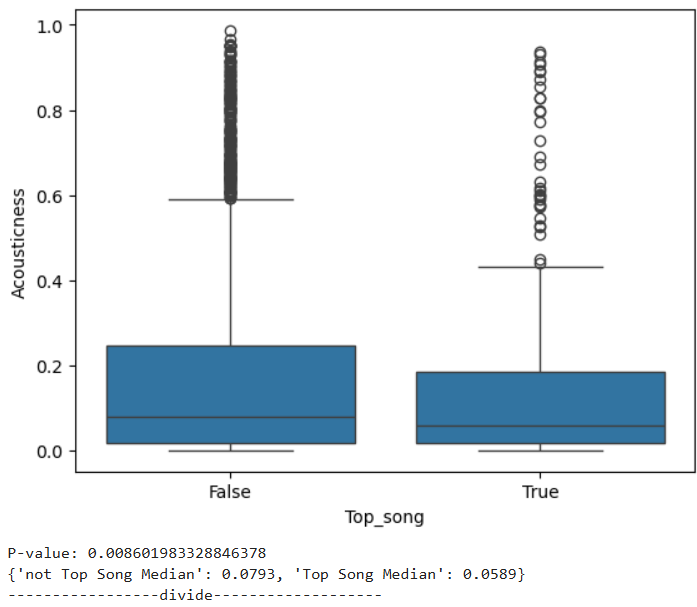 1.0
0.8
0.6
0.4
0.2
0.0
Acousticness
False True
Top_song
P-value: 0.008601983328846378
{'not Top Song Median': 0.0793, 'Top Song Median': 0.0589}
-----------------divide-------------------